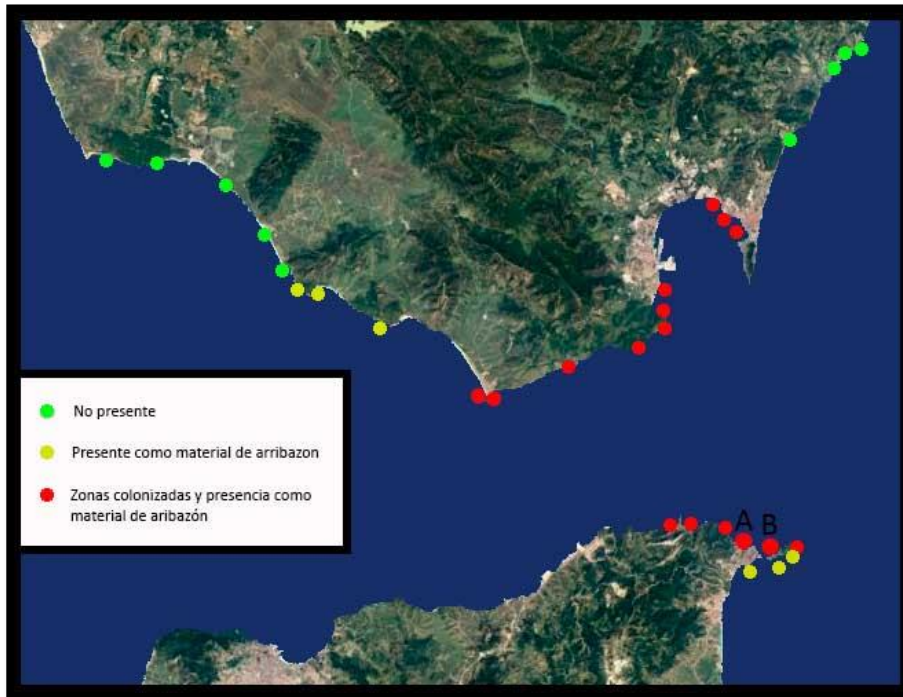 A B
No presente
Presente como material de arribazon
Zonas colonizadas y presencia como
material de aribazón